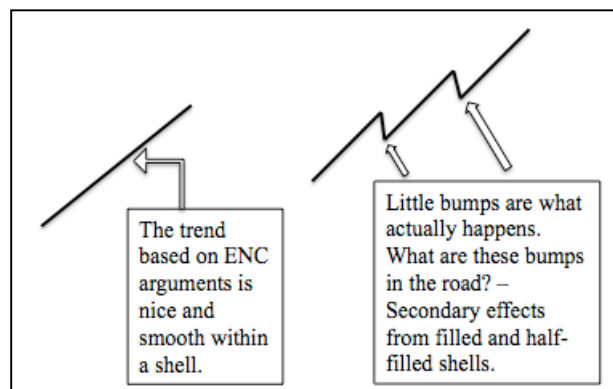 The trend
based on ENC
arguments is
nice and
smooth within
a shell.
Little bumps are what
actually happens.
What are these bumps
in the road? –
Secondary effects
from filled and half-
filled shells.